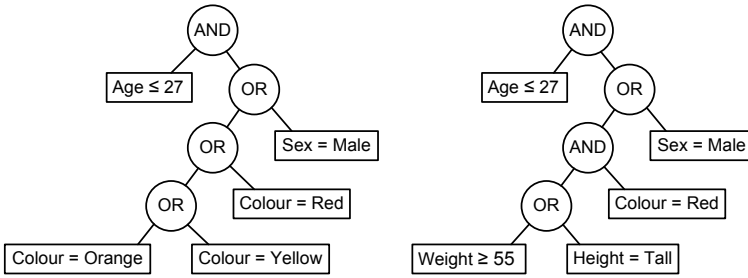 AND
Age ≤ 27
OR
OR
Sex = Male
OR
Colour = Red
Colour = Orange
Colour = Yellow
AND
Age ≤ 27
OR
AND
Sex = Male
OR
Colour = Red
Weight ≥ 55
Height = Tall